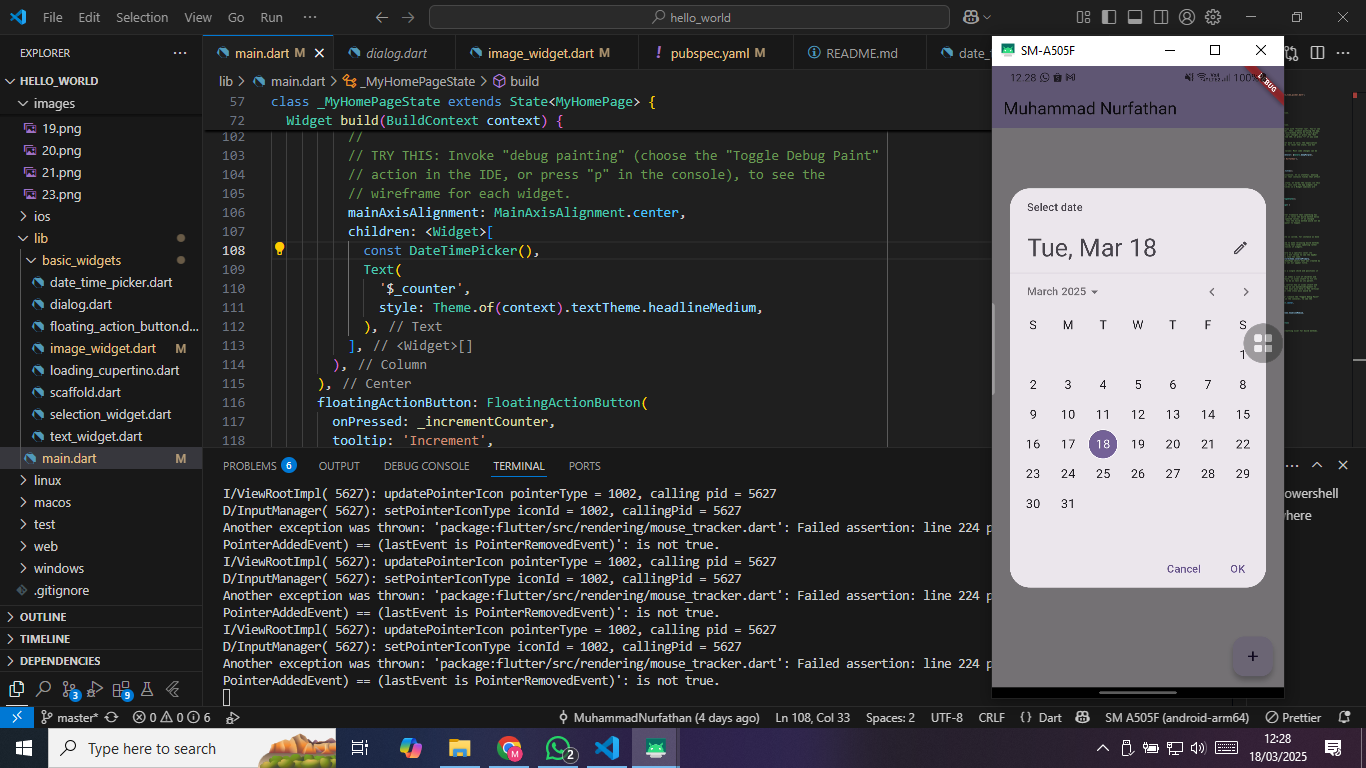 File Edit Selection View Go Run ··· hello_world
EXPLORER ···
HELLO_WORLD
images
19.png
20.png
21.png
23.png
ios
lib
basic_widgets
date_time_picker.dart
dialog.dart
floating_action_button.d...
image_widget.dart M
loading_cupertino.dart
scaffold.dart
selection_widget.dart
text_widget.dart
main.dart M
linux
macos
test
web
windows
.gitignore
OUTLINE
TIMELINE
DEPENDENCIES
3
9
main.dart M dialog.dart image_widget.dart M ! pubspec.yaml M README.md date_
lib > main.dart > _MyHomePageState > build
57 class _MyHomePageState extends State<MyHomePage> {
72 Widget build(BuildContext context) {
102 //
103 // TRY THIS: Invoke "debug painting" (choose the "Toggle Debug Paint"
104 // action in the IDE, or press "p" in the console), to see the
105 // wireframe for each widget.
106 mainAxisAlignment: MainAxisAlignment.center,
107 children: <Widget>[
108 const DateTimePicker(),
109 Text(
110 '$_counter',
111 style: Theme.of(context).textTheme.headlineMedium,
112 ), // Text
113 ], // <Widget>[]
114 ), // Column
115 ), // Center
116 floatingActionButton: FloatingActionButton(
117 onPressed: _incrementCounter,
118 tooltip: 'Increment',
PROBLEMS 6 OUTPUT DEBUG CONSOLE TERMINAL PORTS
I/ViewRootImpl( 5627): updatePointerIcon pointerType = 1002, calling pid = 5627
D/InputManager( 5627): setPointerIconType iconId = 1002, callingPid = 5627
Another exception was thrown: 'package:flutter/src/rendering/mouse_tracker.dart': Failed assertion: line 224 p
PointerAddedEvent) == (lastEvent is PointerRemovedEvent)': is not true.
I/ViewRootImpl( 5627): updatePointerIcon pointerType = 1002, calling pid = 5627
D/InputManager( 5627): setPointerIconType iconId = 1002, callingPid = 5627
Another exception was thrown: 'package:flutter/src/rendering/mouse_tracker.dart': Failed assertion: line 224 p
PointerAddedEvent) == (lastEvent is PointerRemovedEvent)': is not true.
I/ViewRootImpl( 5627): updatePointerIcon pointerType = 1002, calling pid = 5627
D/InputManager( 5627): setPointerIconType iconId = 1002, callingPid = 5627
Another exception was thrown: 'package:flutter/src/rendering/mouse_tracker.dart': Failed assertion: line 224 p
PointerAddedEvent) == (lastEvent is PointerRemovedEvent)': is not true.
owershell
here
SM-A505F
12.28 100%
Muhammad Nurfathan
Select date
Tue, Mar 18
March 2025
S M T W T F S
1
2 3 4 5 6 7 8
9 10 11 12 13 14 15
16 17 18 19 20 21 22
23 24 25 26 27 28 29
30 31
Cancel OK
+
master* 0 0 6 MuhammadNurfathan (4 days ago) Ln 108, Col 33 Spaces: 2 UTF-8 CRLF {} Dart SM A505F (android-arm64) Prettier
Type here to search
M
2
12:28
18/03/2025